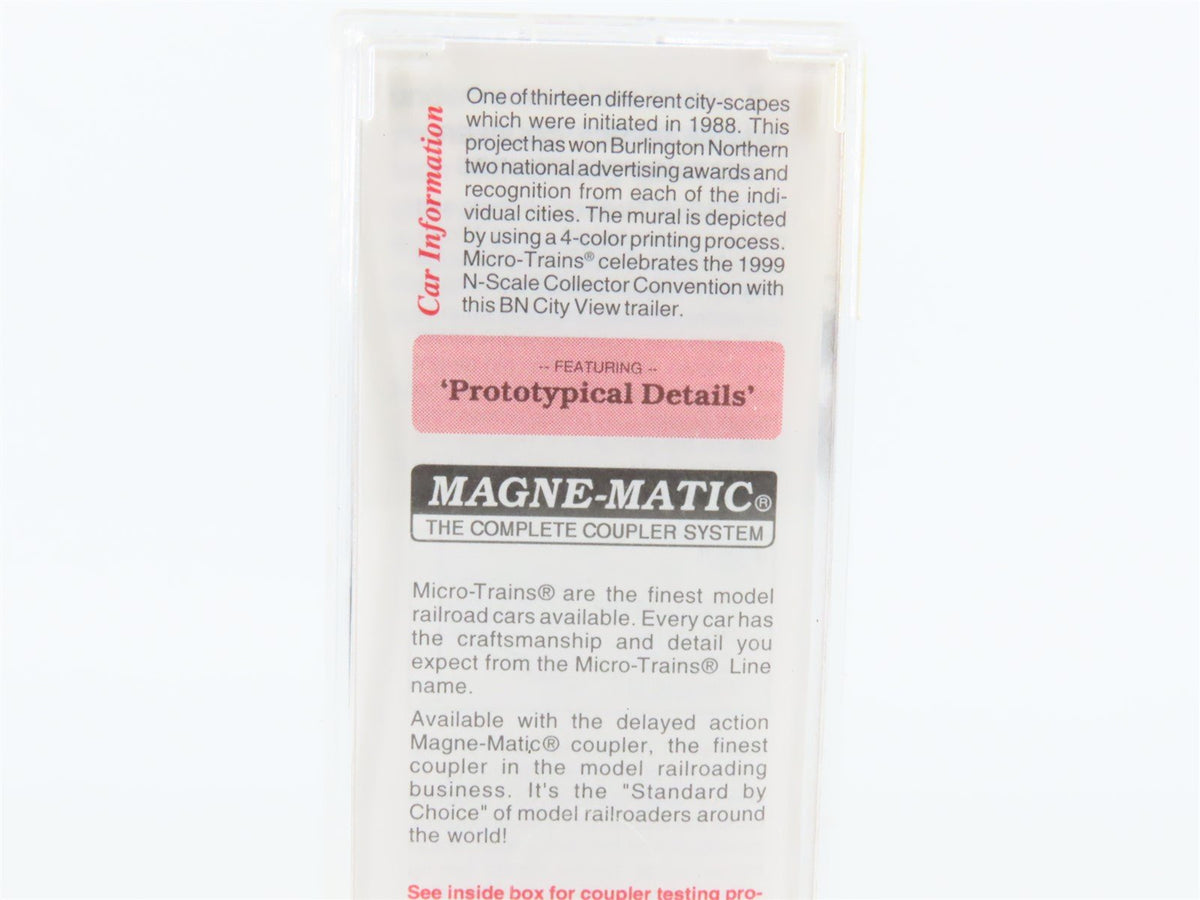 Car Information
One of thirteen different city-scapes
which were initiated in 1988. This
project has won Burlington Northern
two national advertising awards and
recognition from each of the indi-
vidual cities. The mural is depicted
by using a 4-color printing process.
Micro-Trains® celebrates the 1999
N-Scale Collector Convention with
this BN City View trailer.
-- FEATURING --
‘Prototypical Details’
MAGNE-MATIC®
THE COMPLETE COUPLER SYSTEM
Micro-Trains® are the finest model
railroad cars available. Every car has
the craftsmanship and detail you
expect from the Micro-Trains® Line
name.
Available with the delayed action
Magne-Matic® coupler, the finest
coupler in the model railroading
business. It's the "Standard by
Choice" of model railroaders around
the world!
See inside box for coupler testing pro-